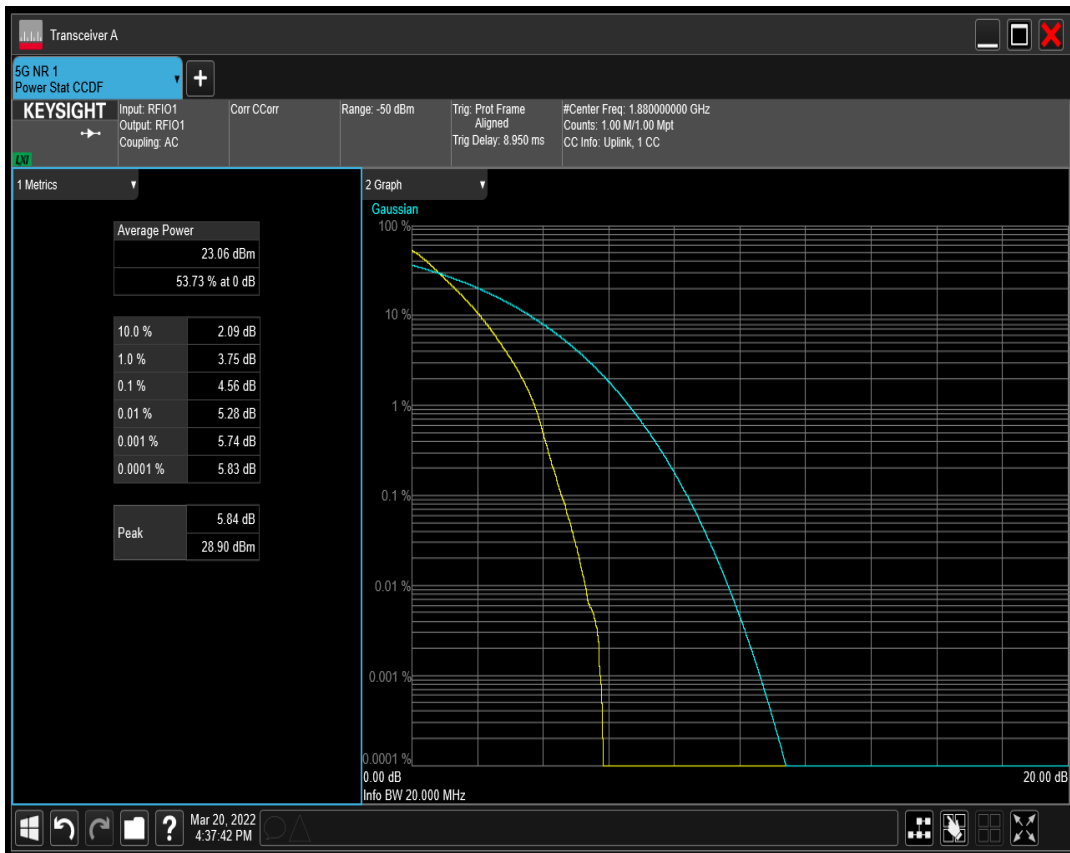 Transceiver A
5G NR 1
Power Stat CCDF
+
KEYSIGHT
LXI
Input: RFIO1
Output: RFIO1
Coupling: AC
Corr CCorr
Range: -50 dBm
Trig: Prot Frame
Aligned
Trig Delay: 8.950 ms
#Center Freq: 1.880000000 GHz
Counts: 1.00 M/1.00 Mpt
CC Info: Uplink, 1 CC
1 Metrics
Average Power
23.06 dBm
53.73 % at 0 dB
10.0 % 2.09 dB
1.0 % 3.75 dB
0.1 % 4.56 dB
0.01 % 5.28 dB
0.001 % 5.74 dB
0.0001 % 5.83 dB
Peak
5.84 dB
28.90 dBm
2 Graph
Gaussian
100 %
10 %
1 %
0.1 %
0.01 %
0.001 %
0.0001 %
0.00 dB 20.00 dB
Info BW 20.000 MHz
?
Mar 20, 2022
4:37:42 PM